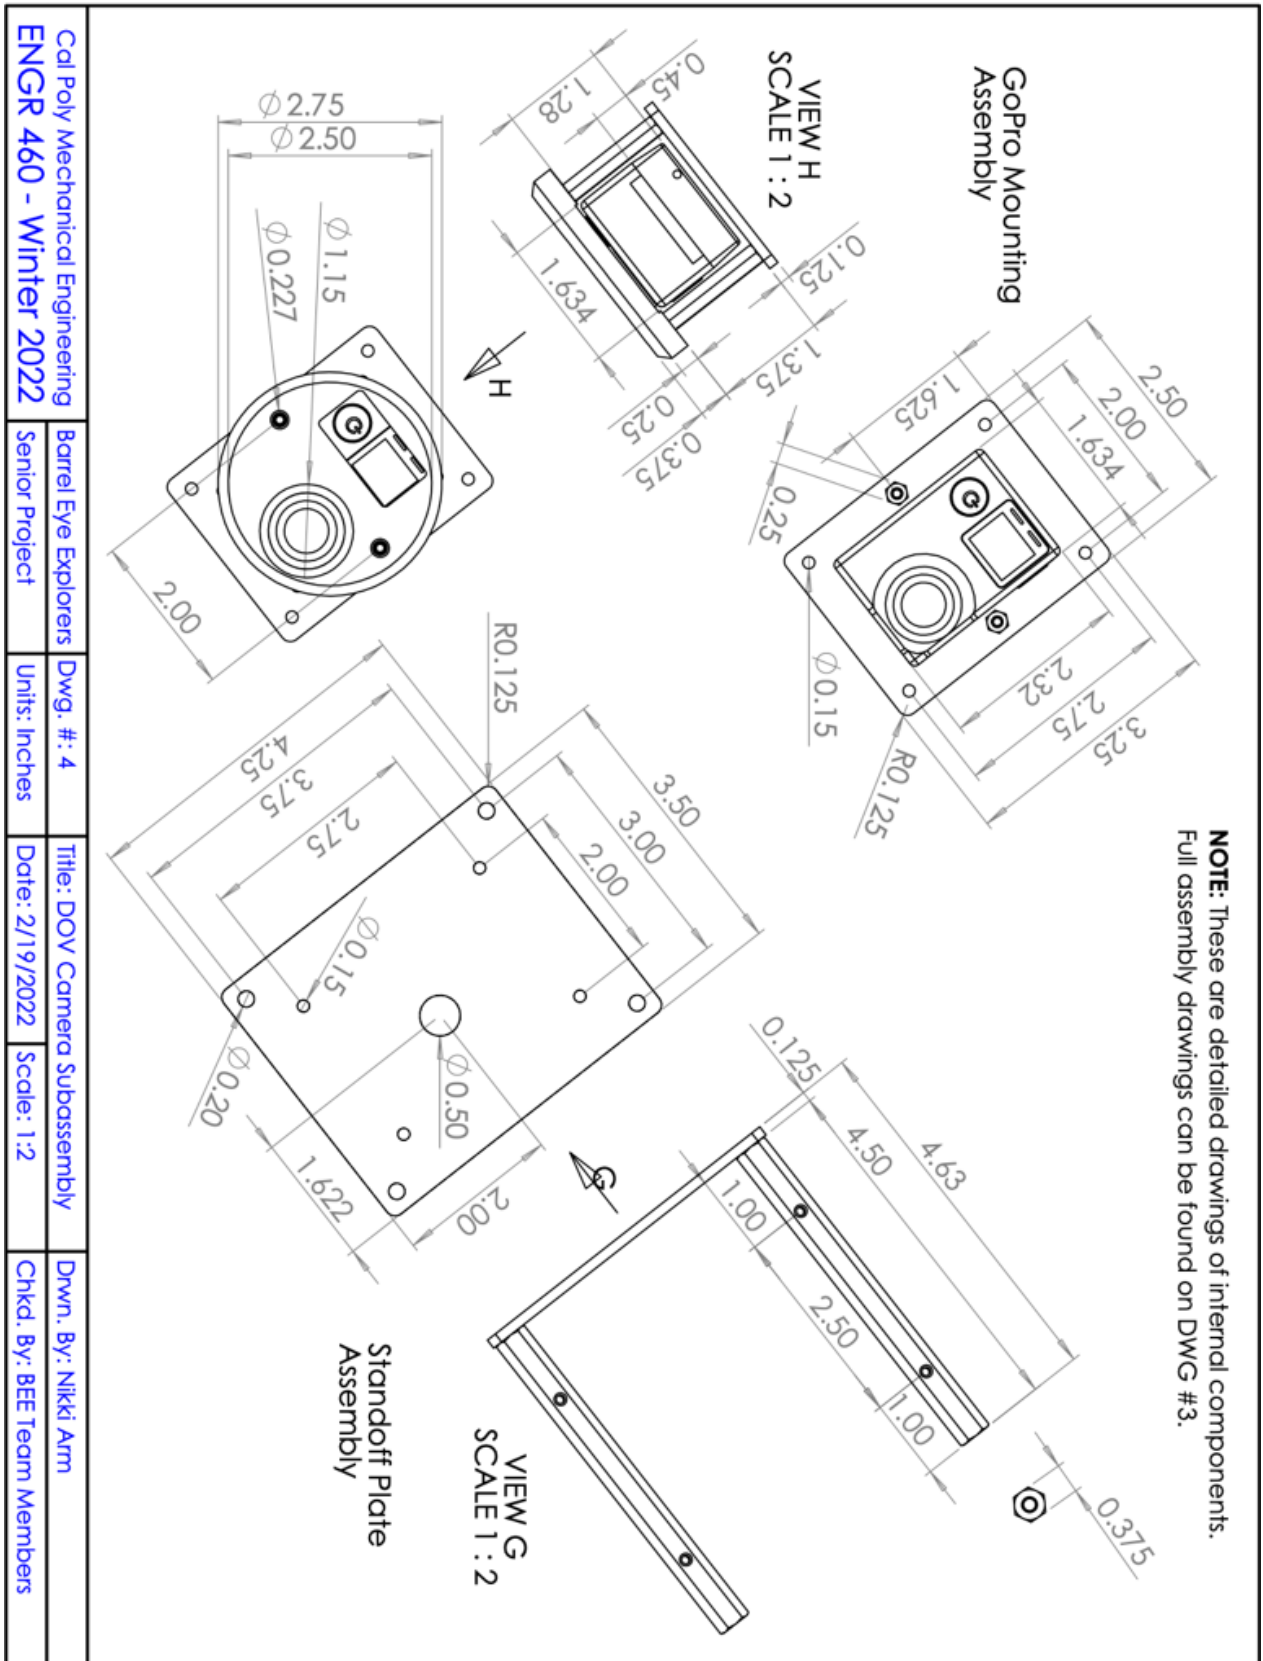 NOTE: These are detailed drawings of internal components.
Full assembly drawings can be found on DWG #3.
GoPro Mounting
Assembly
2.50
2.00
1.634
1.625
0.25
Ø0.15
R0.125
2.32
2.75
3.25
VIEW H
SCALE 1 : 2
0.45
1.28
0.125
1.375
1.634
0.25
0.375
H
Ø2.75
Ø2.50
Ø1.15
Ø0.227
2.00
R0.125
3.50
3.00
2.00
4.25
3.75
2.75
Ø0.15
Ø0.20
Ø0.50
1.622
2.00
G
0.125
4.63
4.50
1.00
2.50
1.00
0.375
VIEW G
SCALE 1 : 2
Standoff Plate
Assembly
Cal Poly Mechanical Engineering
ENGR 460 - Winter 2022
Barrel Eye Explorers
Senior Project
Dwg. #: 4
Units: Inches
Title: DOV Camera Subassembly
Date: 2/19/2022
Scale: 1:2
Drwn. By: Nikki Arm
Chkd. By: BEE Team Members